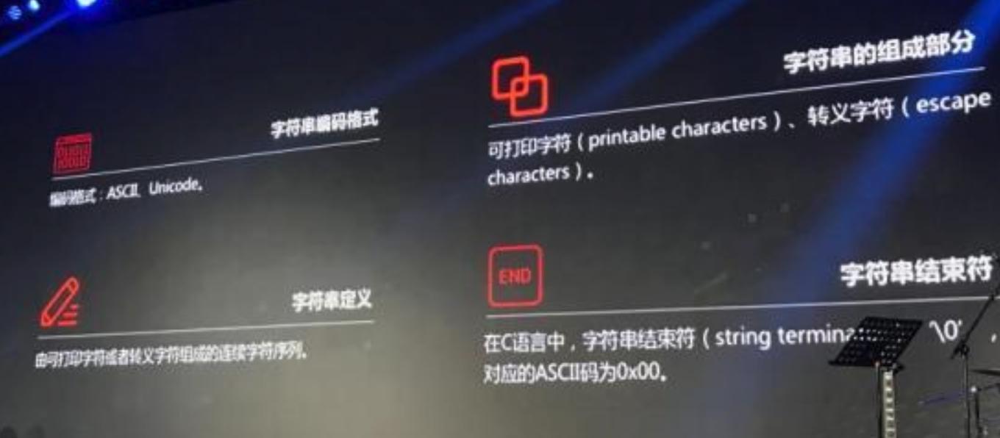 字符串编码格式
编码格式：ASCII、Unicode。
字符串定义
由可打印字符或者转义字符组成的连续字符序列。
字符串的组成部分
可打印字符（printable characters）、转义字符（escape
characters）。
END
字符串结束符
在C语言中，字符串结束符（string '\0'，
对应的ASCII码为0x00。